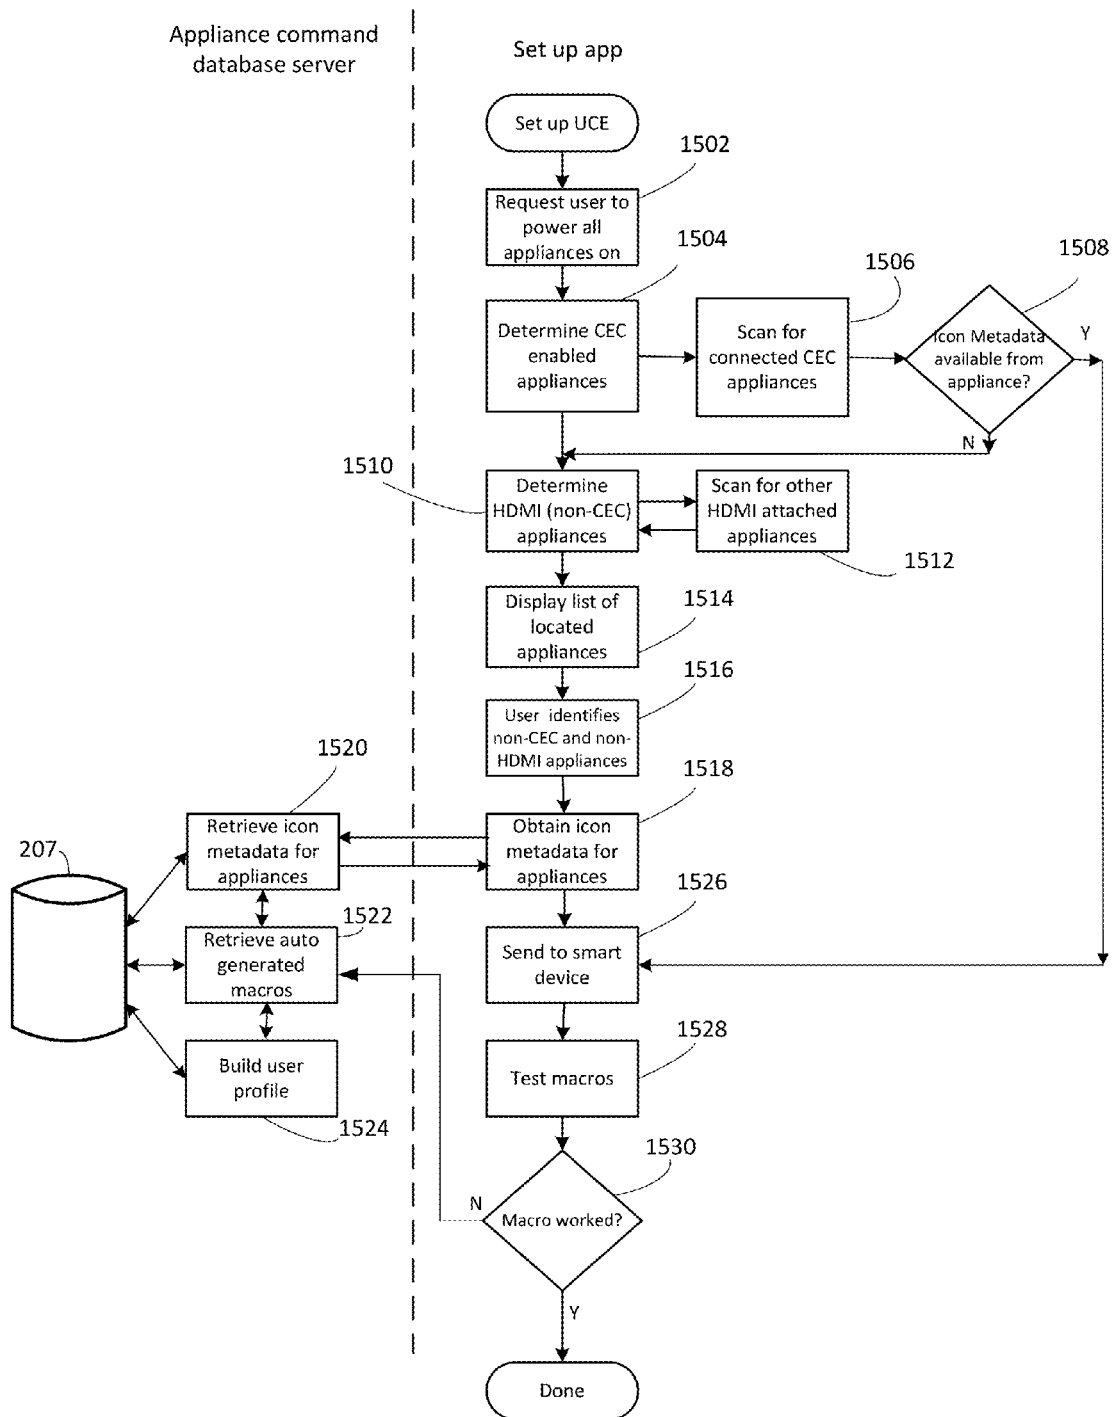 Appliance command
database server
Set up app
Set up UCE
1502
Request user to
power all
appliances on
1504
Determine CEC
enabled
appliances
1506
Scan for
connected CEC
appliances
1508
Icon Metadata
available from
appliance?
Y
N
1510
Determine
HDMI (non-CEC)
appliances
Scan for other
HDMI attached
appliances
1512
Display list of
located
appliances
1514
User identifies
non-CEC and non-
HDMI appliances
1516
1520
Retrieve icon
metadata for
appliances
Obtain icon
metadata for
appliances
1518
207
1522
Retrieve auto
generated
macros
Send to smart
device
1526
Build user
profile
1524
Test macros
1528
1530
Macro worked?
N
Y
Done